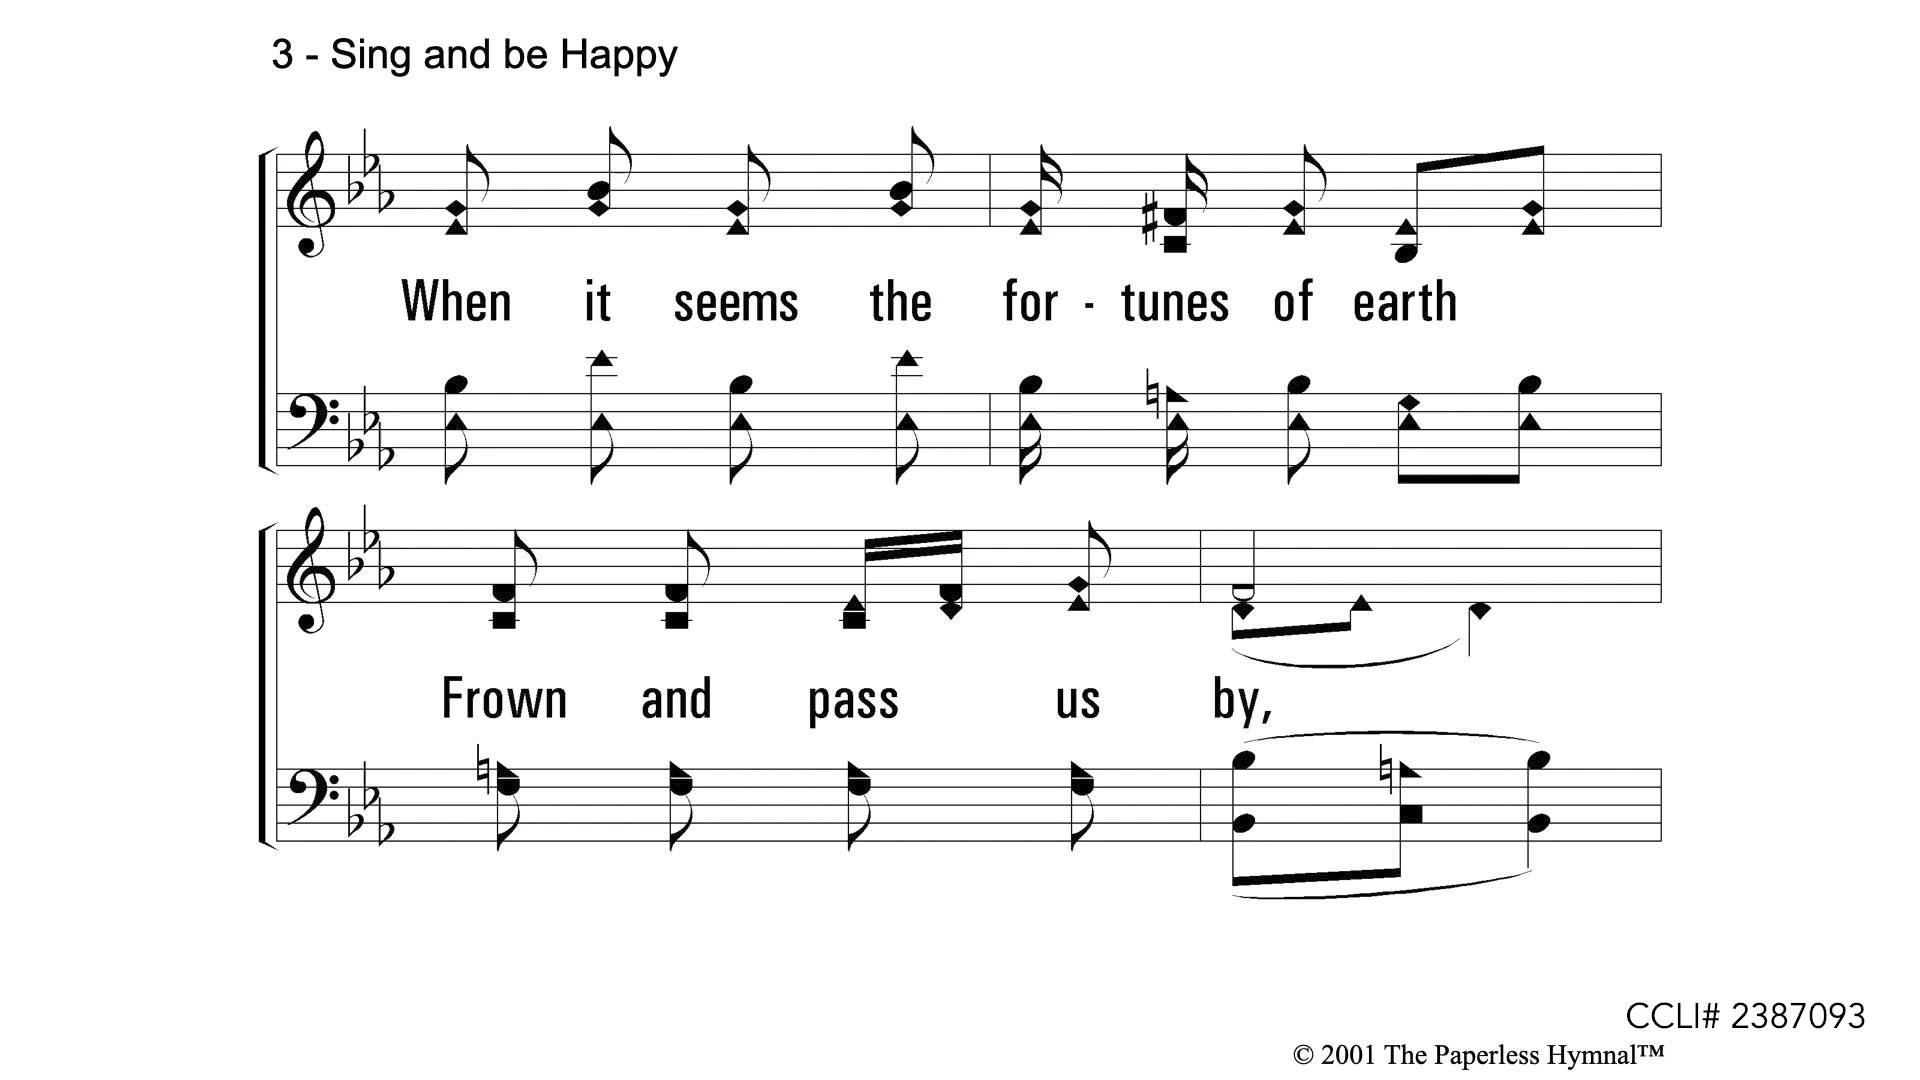 3 - Sing and be Happy
When it seems the for - tunes of earth
Frown and pass us by,
CCLI# 2387093
© 2001 The Paperless Hymnal™